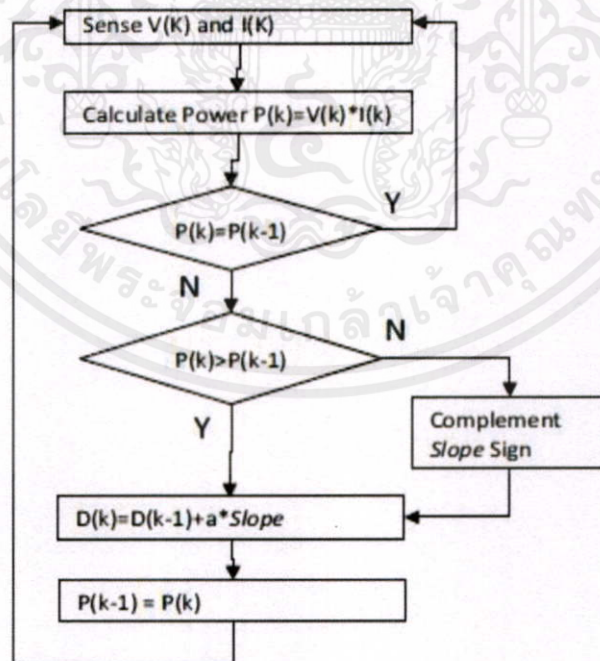 Sense V(K) and I(K)
Calculate Power P(k)=V(k)*I(k)
Y
P(k)=P(k-1)
N
N
P(k)>P(k-1)
Y
Complement
Slope Sign
D(k)=D(k-1)+a*Slope
P(k-1) = P(k)